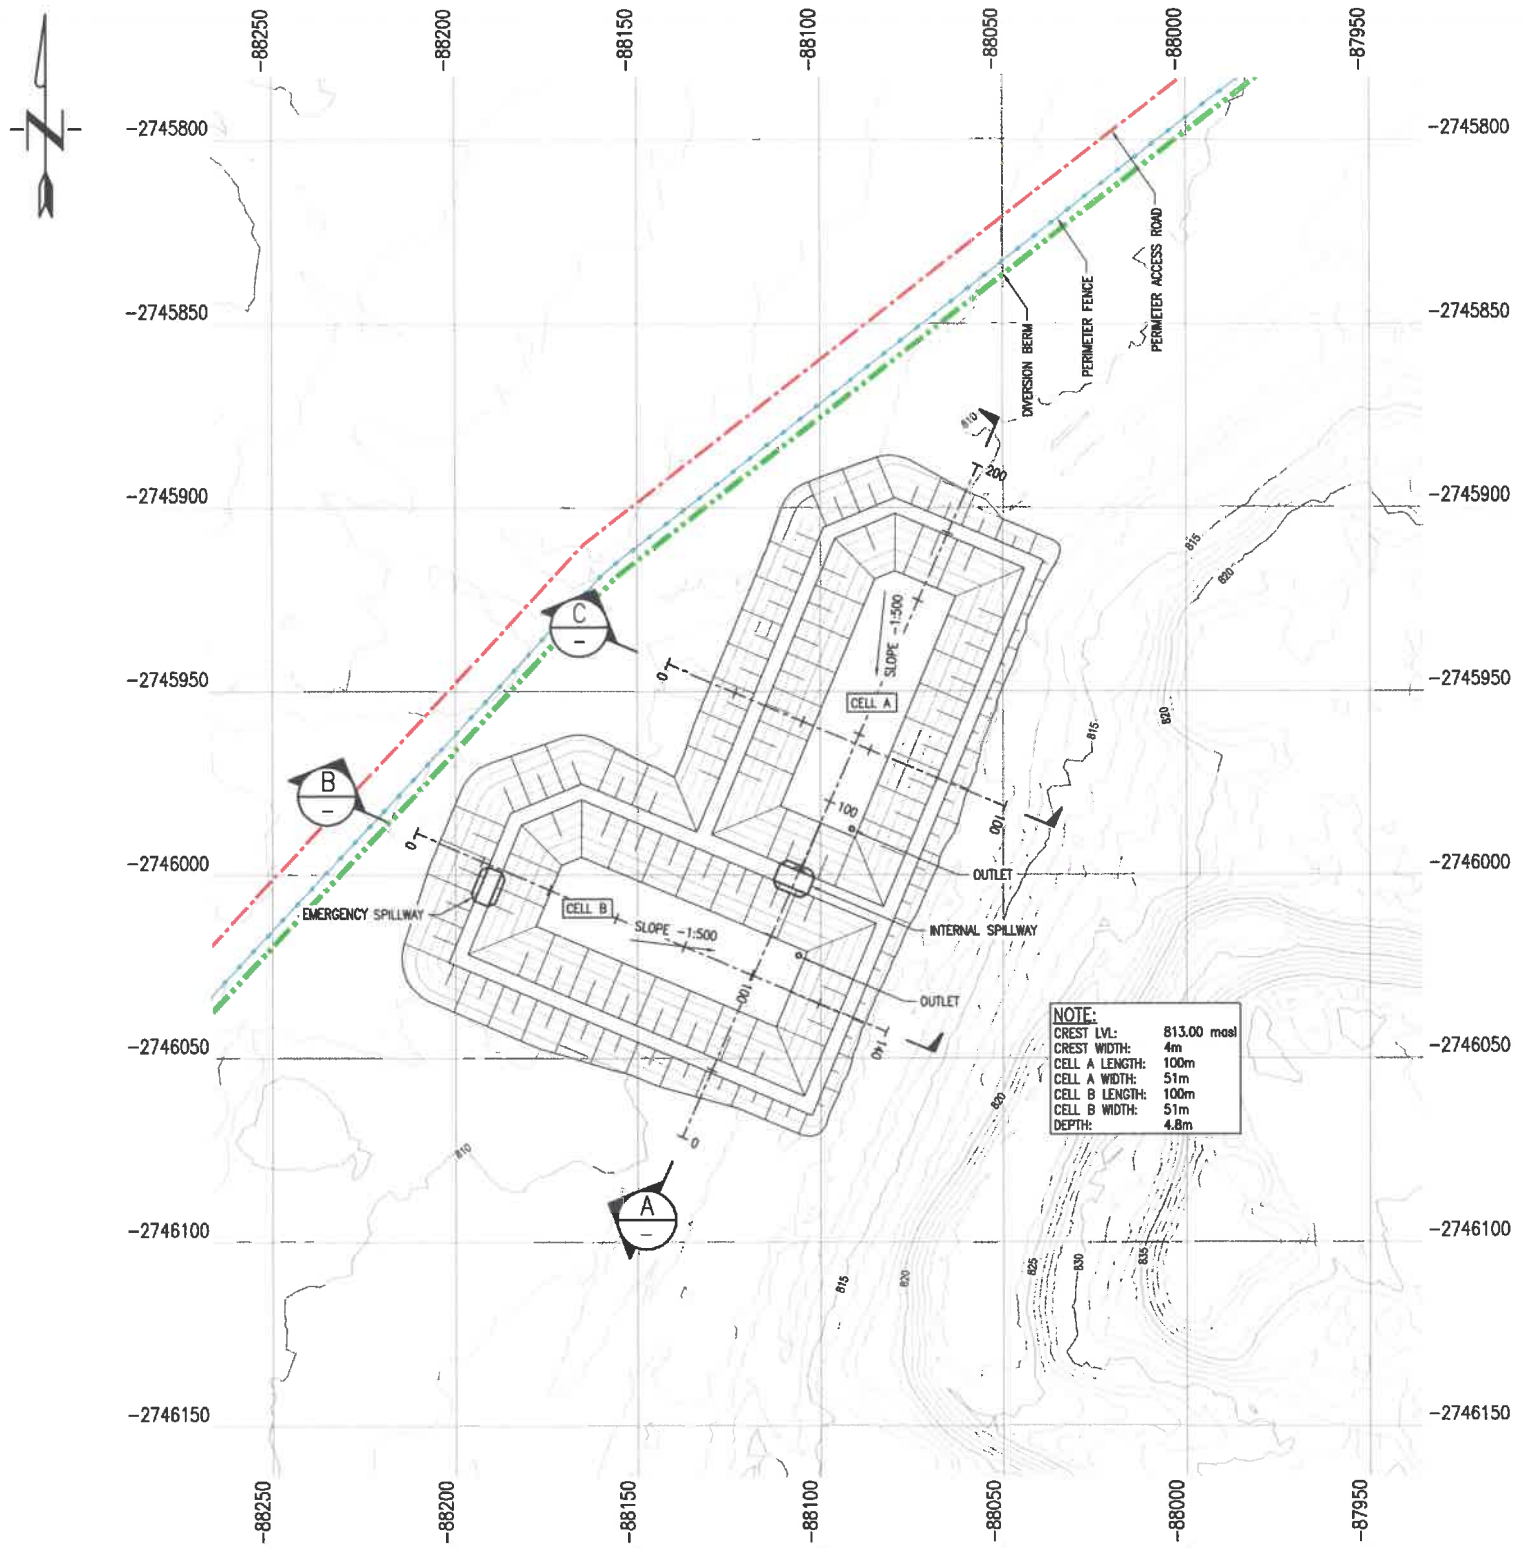 -88250
-88200
-88150
-88100
-88050
-88000
-87950
N
-2745800
-2745800
PERIMETER ACCESS ROAD
PERIMETER FENCE
DIVERSION BERM
-2745850
-2745850
810
200
-2745900
-2745900
815
820
SLOPE -1:500
C
-
0
-2745950
-2745950
CELL A
820
815
B
-
100
100
0
-2746000
-2746000
OUTLET
EMERGENCY SPILLWAY
CELL B
SLOPE -1:500
INTERNAL SPILLWAY
100
OUTLET
140
-2746050
-2746050
NOTE:
CREST LVL: 813.00 masl
CREST WIDTH: 4m
CELL A LENGTH: 100m
CELL A WIDTH: 51m
CELL B LENGTH: 100m
CELL B WIDTH: 51m
DEPTH: 4.8m
820
0
810
A
-
-2746100
-2746100
815
820
825
830
835
-2746150
-2746150
-88250
-88200
-88150
-88100
-88050
-88000
-87950